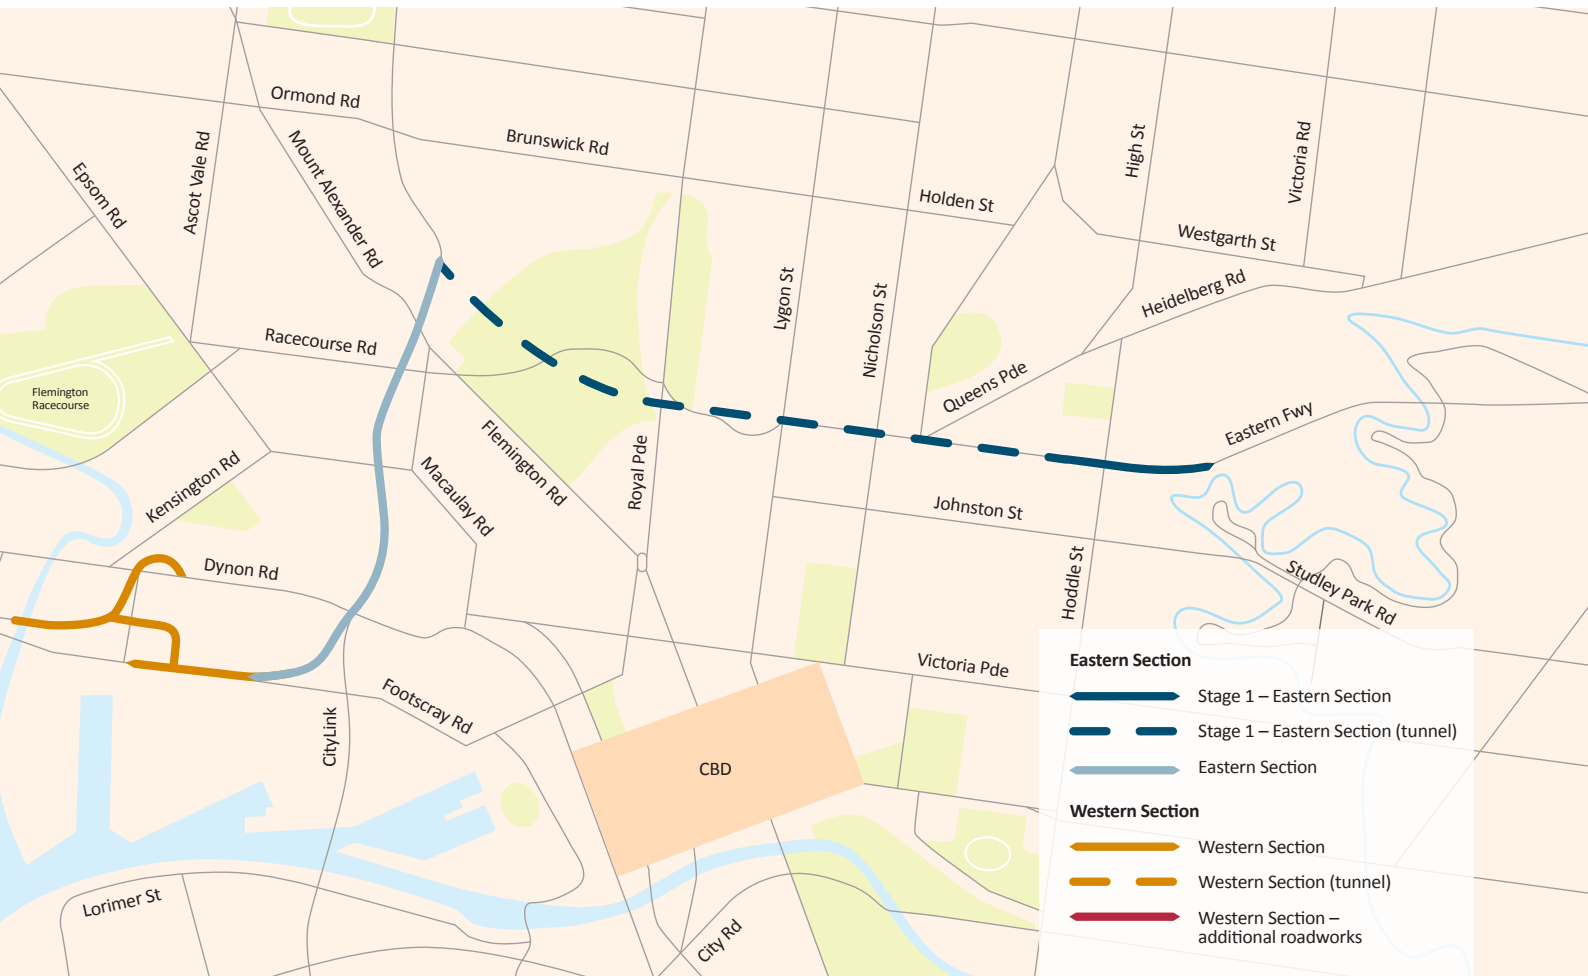 Ormond Rd
Brunswick Rd
Mount Alexander Rd
Ascot Vale Rd
Epsom Rd
High St
Victoria Rd
Holden St
Westgarth St
Heidelberg Rd
Lygon St
Nicholson St
Racecourse Rd
Queens Pde
Flemington
Racecourse
Eastern Fwy
Flemington Rd
Royal Pde
Kensington Rd
Macaulay Rd
Johnston St
Dynon Rd
Hoddle St
Studley Park Rd
Victoria Pde
Footscray Rd
CityLink
CBD
Lorimer St
City Rd
Eastern Section
Stage 1 – Eastern Section
Stage 1 – Eastern Section (tunnel)
Eastern Section
Western Section
Western Section
Western Section (tunnel)
Western Section –
additional roadworks